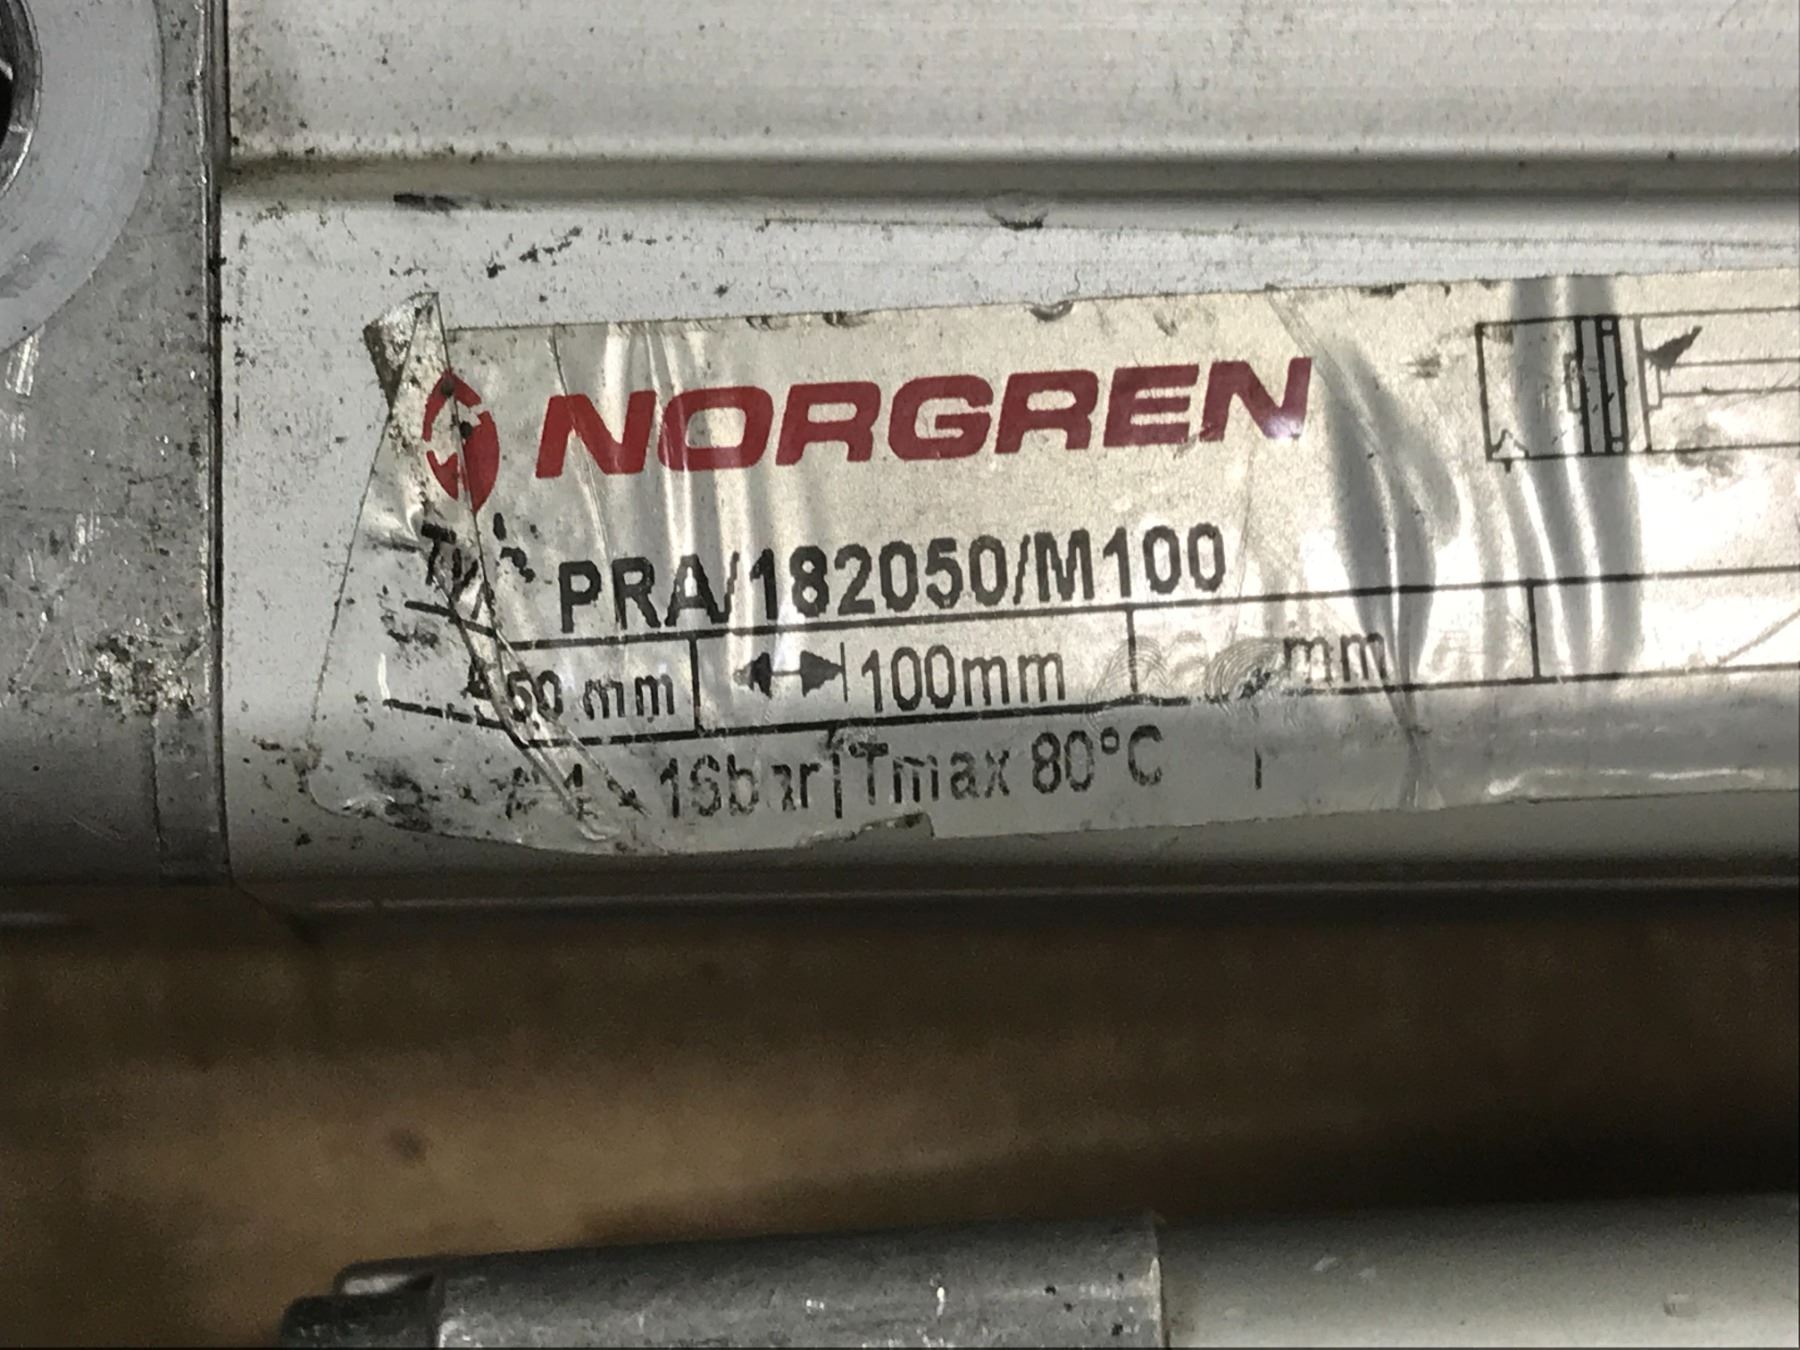 NORGREN
PRA/182050/M100
50 mm 100mm mm
16bar Tmax 80°C